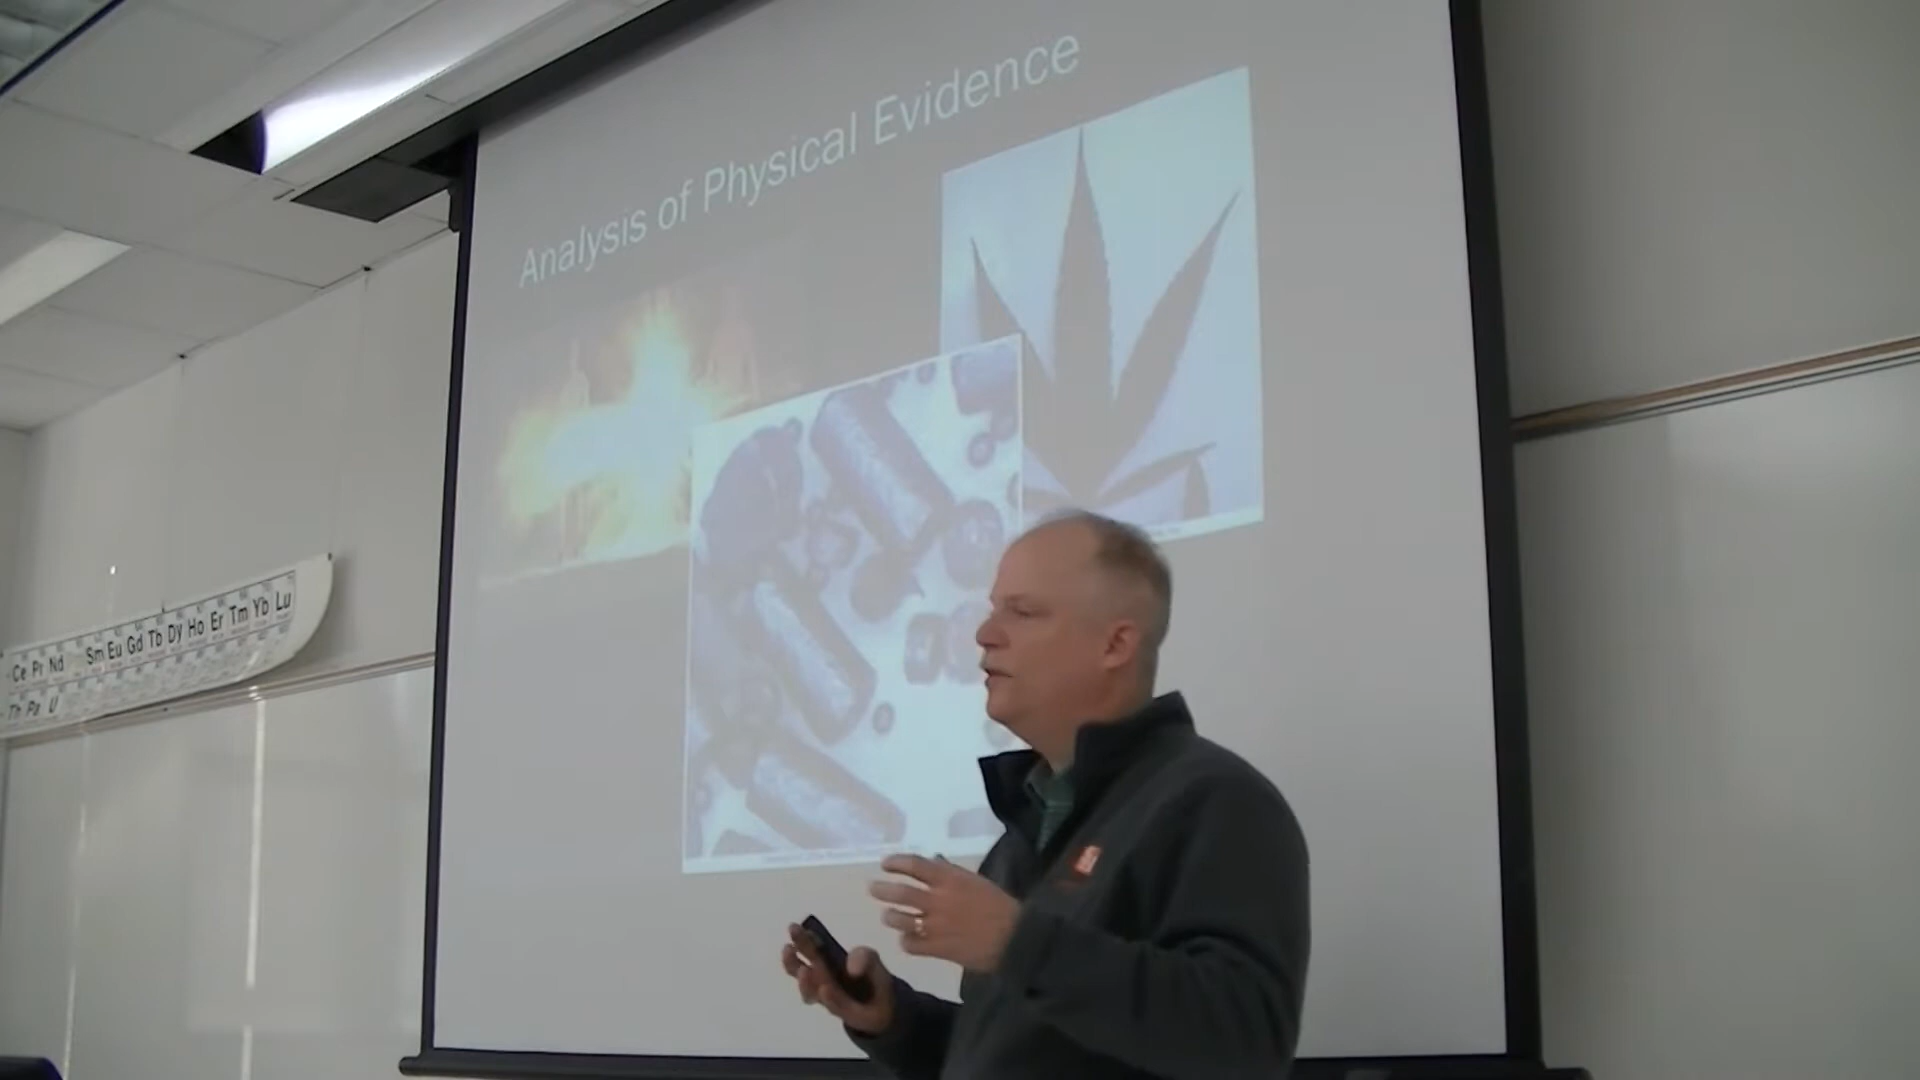 Analysis of Physical Evidence
Ce Pr Nd Sm Eu Gd Tb Dy Ho Er Tm Yb Lu
Th Pa U